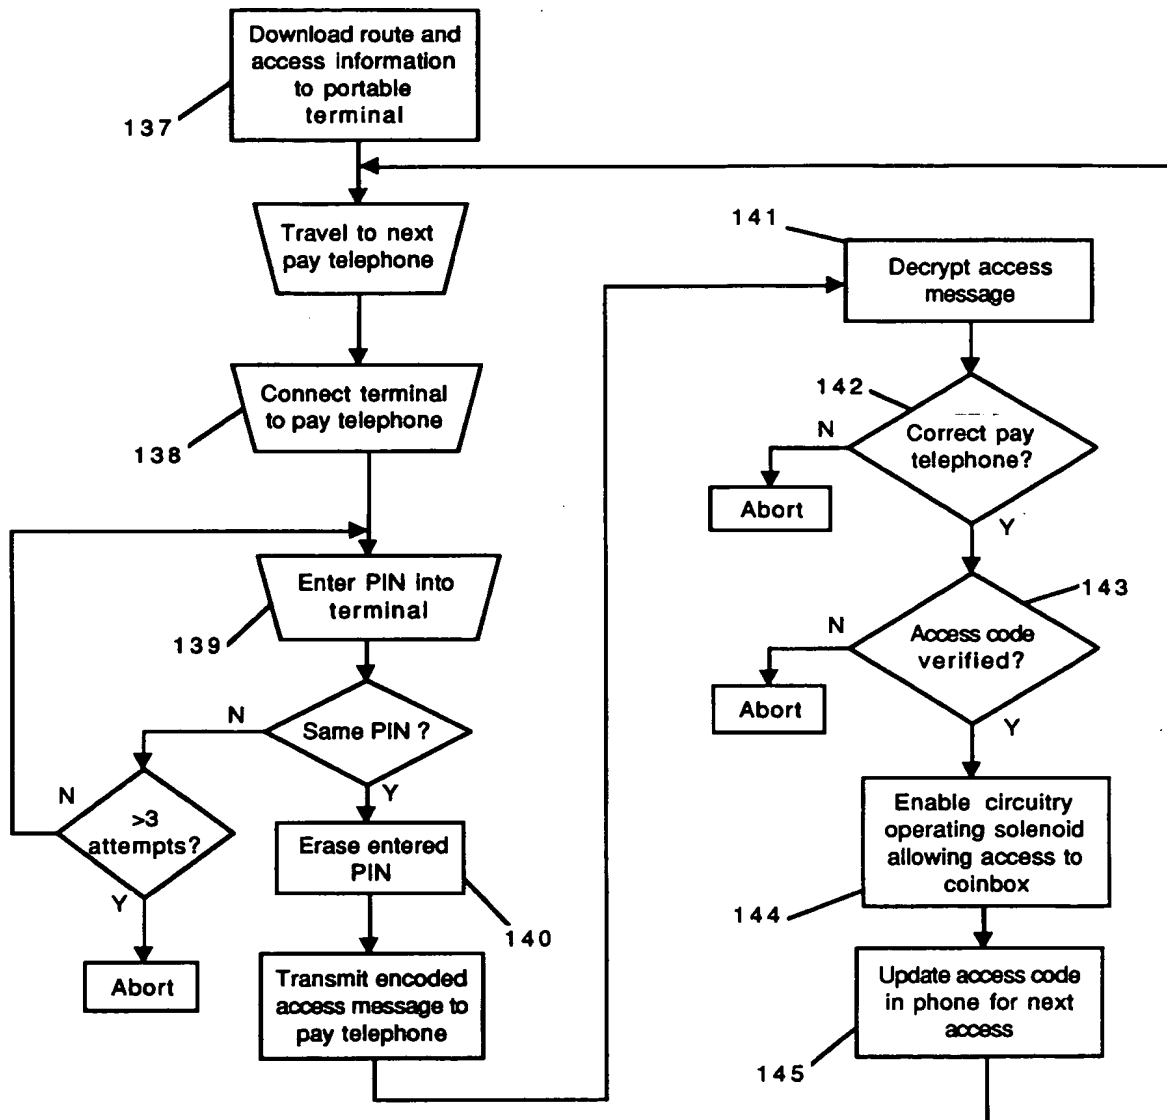 Download route and
access information
to portable
terminal
137
Travel to next
pay telephone
Connect terminal
to pay telephone
138
Enter PIN into
terminal
139
Same PIN ?
N
Y
>3
attempts?
N
Y
Abort
Erase entered
PIN
140
Transmit encoded
access message to
pay telephone
141
Decrypt access
message
142
Correct pay
telephone?
N
Y
Abort
143
Access code
verified?
N
Y
Abort
Enable circuitry
operating solenoid
allowing access to
coinbox
144
Update access code
in phone for next
access
145